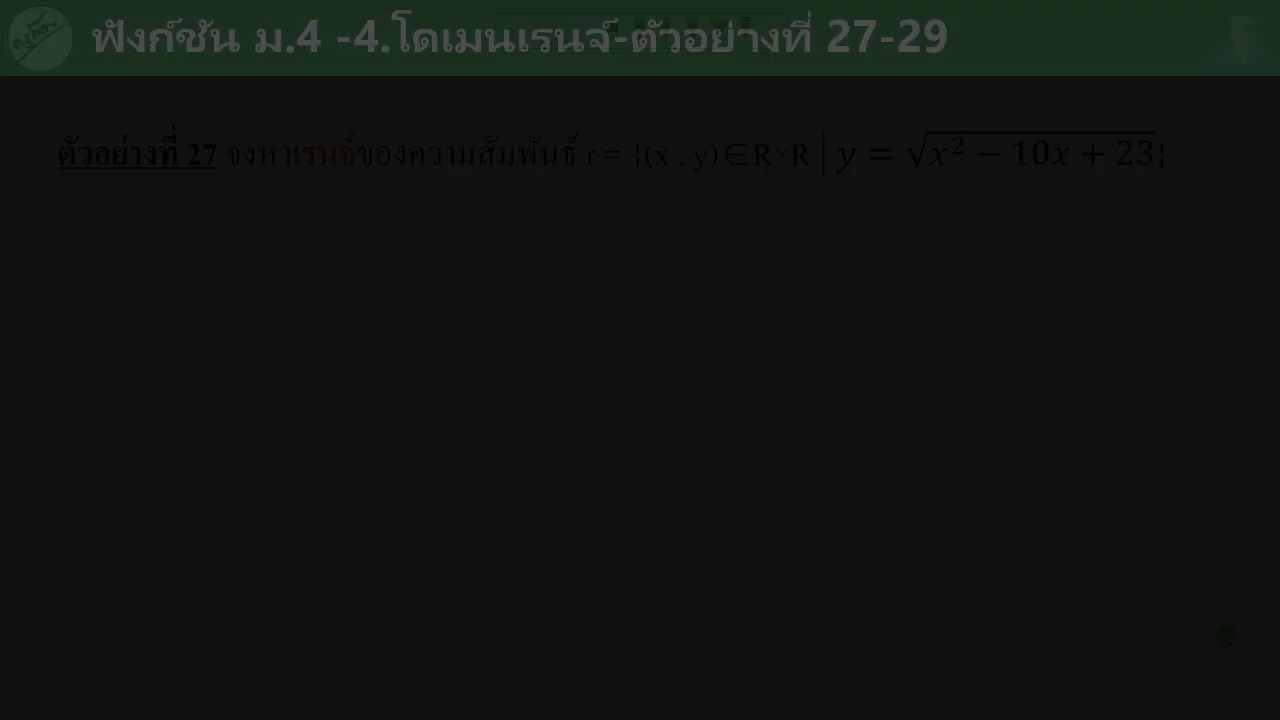 ฟังก์ชัน ม.4 -4.โดเมนเรนจ์-ตัวอย่างที่ 27-29
ตัวอย่างที่ 27 จงหาเรนจ์ของความสัมพันธ์ r = {(x , y)∈R×R | y = √(x² − 10x + 23)}